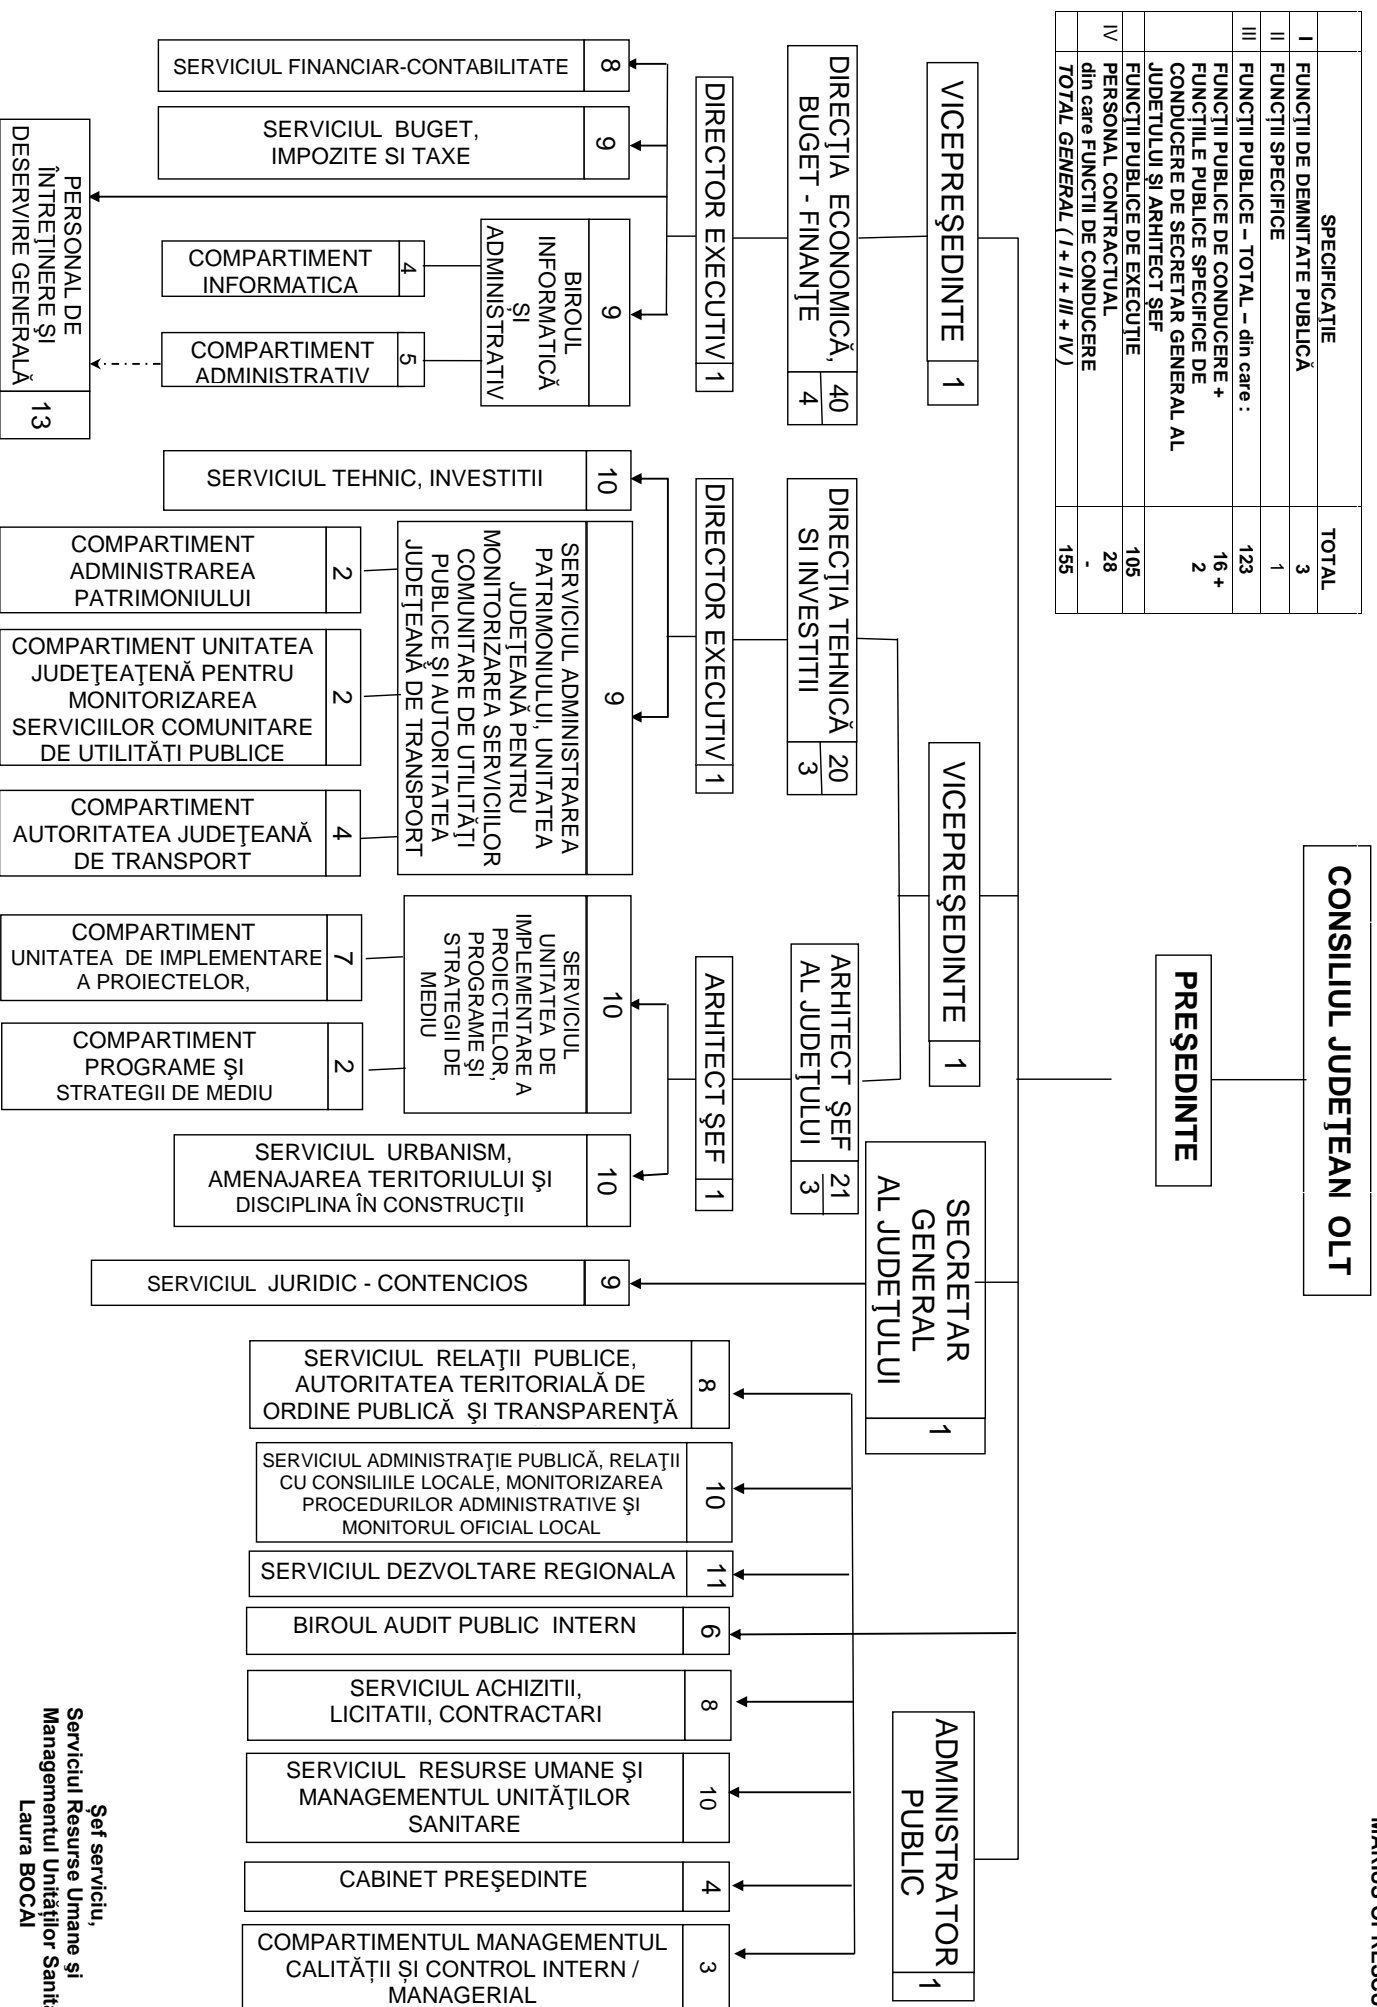 MARIUS OPRESCU
CONSILIUL JUDEŢEAN OLT
PREŞEDINTE
SPECIFICAŢIE TOTAL
I FUNCŢII DE DEMNITATE PUBLICĂ 3
II FUNCŢII SPECIFICE 1
III FUNCŢII PUBLICE – TOTAL – din care : 123
FUNCŢII PUBLICE DE CONDUCERE + 16 +
FUNCŢIILE PUBLICE SPECIFICE DE 2
CONDUCERE DE SECRETAR GENERAL AL
JUDETULUI ŞI ARHITECT ŞEF
FUNCŢII PUBLICE DE EXECUŢIE 105
IV PERSONAL CONTRACTUAL 28
din care FUNCTII DE CONDUCERE -
TOTAL GENERAL ( I + II + III + IV ) 155
VICEPREŞEDINTE 1
VICEPREŞEDINTE 1
SECRETAR
GENERAL
AL JUDEŢULUI
1
ADMINISTRATOR
PUBLIC
1
DIRECŢIA ECONOMICĂ,
BUGET - FINANŢE
40
4
DIRECŢIA TEHNICĂ
SI INVESTITII
20
3
ARHITECT ŞEF
AL JUDEŢULUI
21
3
DIRECTOR EXECUTIV 1
DIRECTOR EXECUTIV 1
ARHITECT ŞEF 1
8
SERVICIUL FINANCIAR-CONTABILITATE
9
SERVICIUL BUGET,
IMPOZITE SI TAXE
9
BIROUL
INFORMATICĂ
ŞI
ADMINISTRATIV
4
COMPARTIMENT
INFORMATICA
5
COMPARTIMENT
ADMINISTRATIV
PERSONAL DE
ÎNTREŢINERE ŞI
DESERVIRE GENERALĂ
13
10
SERVICIUL TEHNIC, INVESTITII
9
SERVICIUL ADMINISTRAREA
PATRIMONIULUI, UNITATEA
JUDEŢEANĂ PENTRU
MONITORIZAREA SERVICIILOR
COMUNITARE DE UTILITĂŢI
PUBLICE ŞI AUTORITATEA
JUDEŢEANĂ DE TRANSPORT
2
COMPARTIMENT
ADMINISTRAREA
PATRIMONIULUI
2
COMPARTIMENT UNITATEA
JUDEŢEAŢENĂ PENTRU
MONITORIZAREA
SERVICIILOR COMUNITARE
DE UTILITĂTI PUBLICE
4
COMPARTIMENT
AUTORITATEA JUDEŢEANĂ
DE TRANSPORT
10
SERVICIUL
UNITATEA DE
IMPLEMENTARE A
PROIECTELOR,
PROGRAME ŞI
STRATEGII DE
MEDIU
7
COMPARTIMENT
UNITATEA DE IMPLEMENTARE
A PROIECTELOR,
2
COMPARTIMENT
PROGRAME ŞI
STRATEGII DE MEDIU
10
SERVICIUL URBANISM,
AMENAJAREA TERITORIULUI ŞI
DISCIPLINA ÎN CONSTRUCŢII
9
SERVICIUL JURIDIC - CONTENCIOS
8
SERVICIUL RELAŢII PUBLICE,
AUTORITATEA TERITORIALĂ DE
ORDINE PUBLICĂ ŞI TRANSPARENŢĂ
10
SERVICIUL ADMINISTRAŢIE PUBLICĂ, RELAŢII
CU CONSILIILE LOCALE, MONITORIZAREA
PROCEDURILOR ADMINISTRATIVE ŞI
MONITORUL OFICIAL LOCAL
11
SERVICIUL DEZVOLTARE REGIONALA
6
BIROUL AUDIT PUBLIC INTERN
8
SERVICIUL ACHIZITII,
LICITATII, CONTRACTARI
10
SERVICIUL RESURSE UMANE ŞI
MANAGEMENTUL UNITĂŢILOR
SANITARE
4
CABINET PREŞEDINTE
3
COMPARTIMENTUL MANAGEMENTUL
CALITĂȚII ȘI CONTROL INTERN /
MANAGERIAL
Şef serviciu,
Serviciul Resurse Umane şi
Managementul Unităţilor Sanita
Laura BOCAI